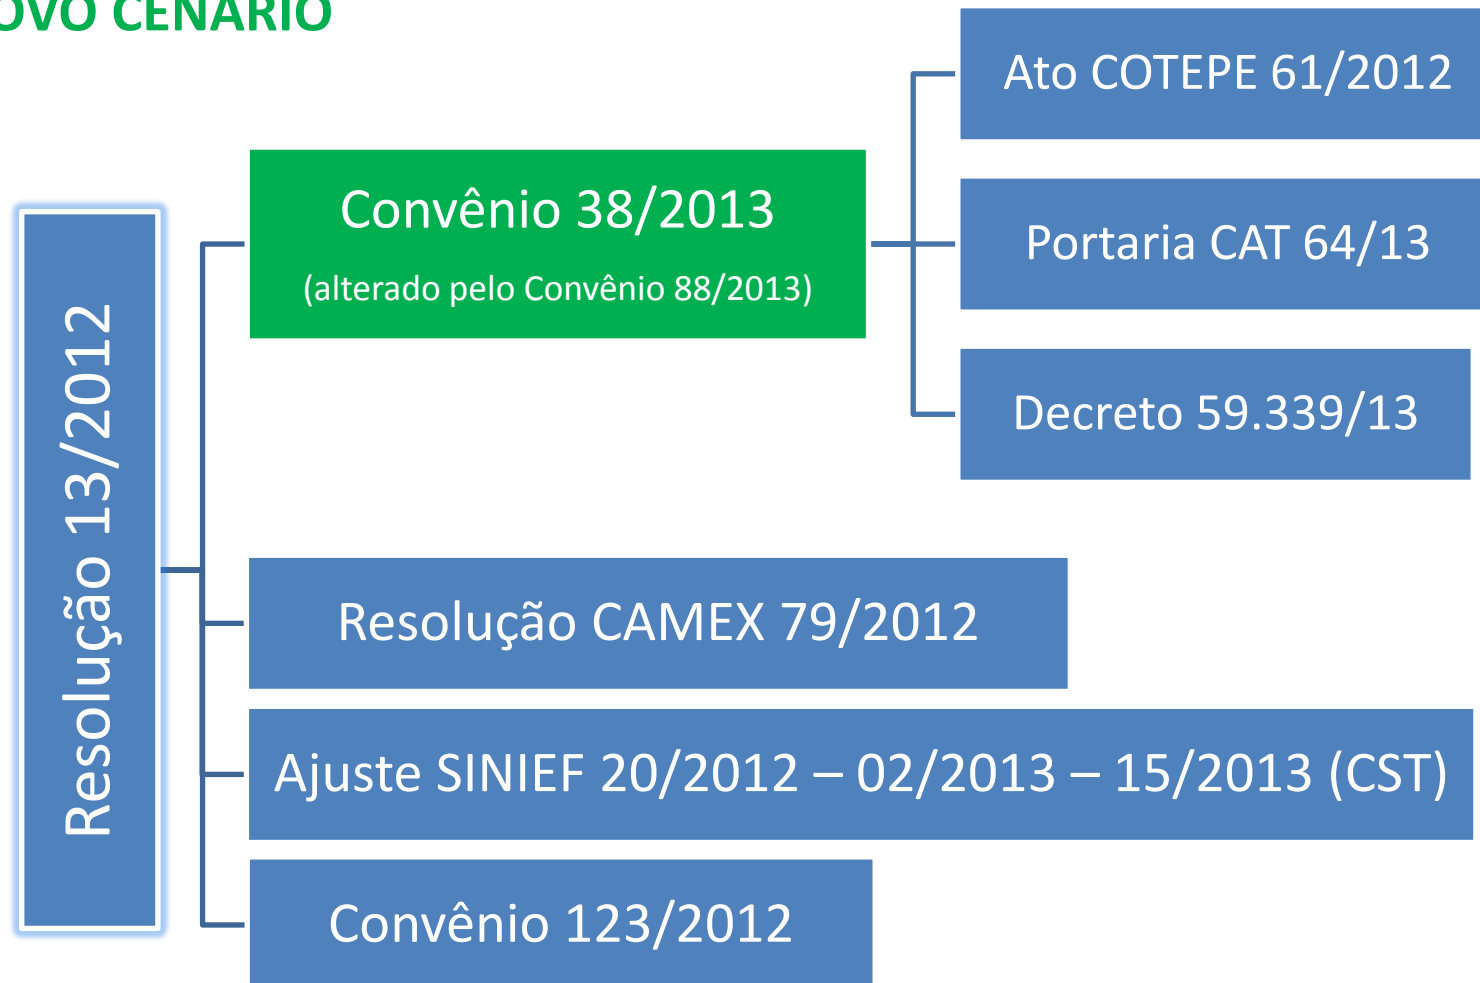 OVO CENÁRIO
Resolução 13/2012
Convênio 38/2013
(alterado pelo Convênio 88/2013)
Ato COTEPE 61/2012
Portaria CAT 64/13
Decreto 59.339/13
Resolução CAMEX 79/2012
Ajuste SINIEF 20/2012 – 02/2013 – 15/2013 (CST)
Convênio 123/2012